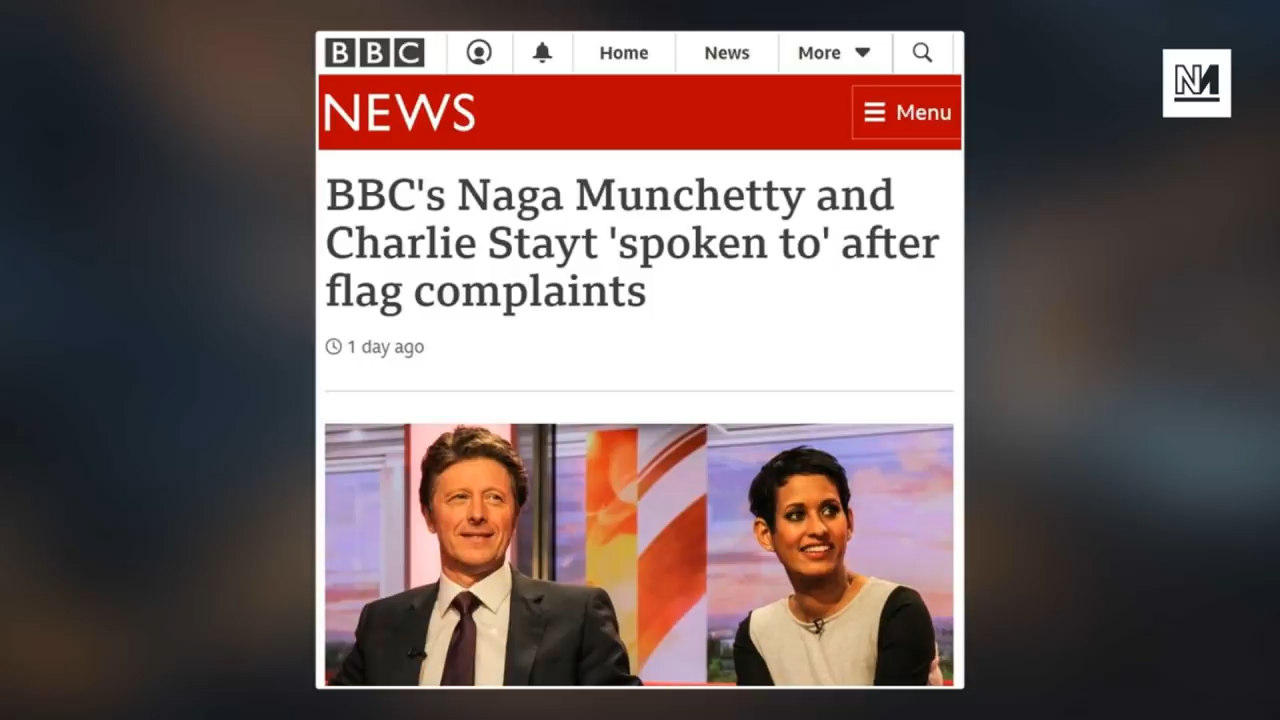 BBC
Home
News
More
NM
NEWS
Menu
BBC's Naga Munchetty and
Charlie Stayt 'spoken to' after
flag complaints
1 day ago